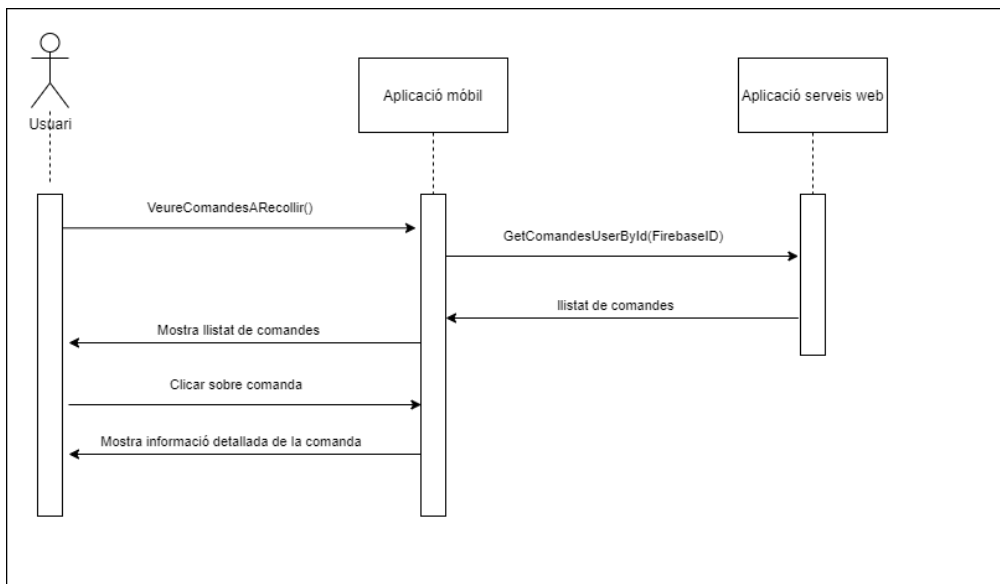 Usuari
Aplicació móbil
Aplicació serveis web
VeureComandesARecollir()
GetComandesUserById(FirebaseID)
llistat de comandes
Mostra llistat de comandes
Clicar sobre comanda
Mostra informació detallada de la comanda